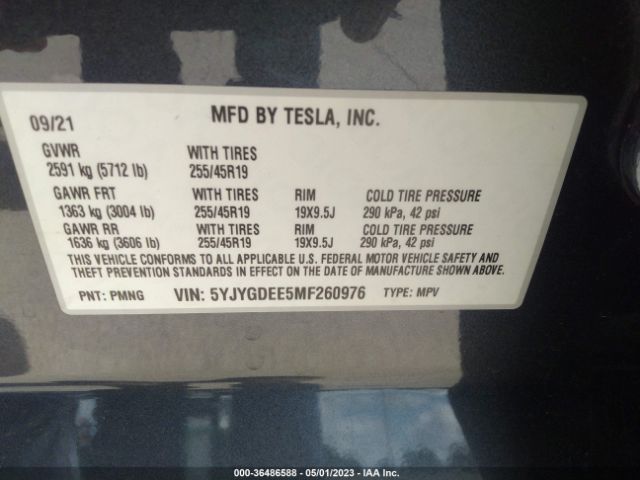 09/21 MFD BY TESLA, INC.
GVWR WITH TIRES
2591 kg (5712 lb) 255/45R19
GAWR FRT WITH TIRES RIM COLD TIRE PRESSURE
1363 kg (3004 lb) 255/45R19 19X9.5J 290 kPa, 42 psi
GAWR RR WITH TIRES RIM COLD TIRE PRESSURE
1636 kg (3606 lb) 255/45R19 19X9.5J 290 kPa, 42 psi
THIS VEHICLE CONFORMS TO ALL APPLICABLE U.S. FEDERAL MOTOR VEHICLE SAFETY AND
THEFT PREVENTION STANDARDS IN EFFECT ON THE DATE OF MANUFACTURE SHOWN ABOVE.
PNT: PMNG VIN: 5YJYGDEE5MF260976 TYPE: MPV
000-36486588 - 05/01/2023 - IAA Inc.